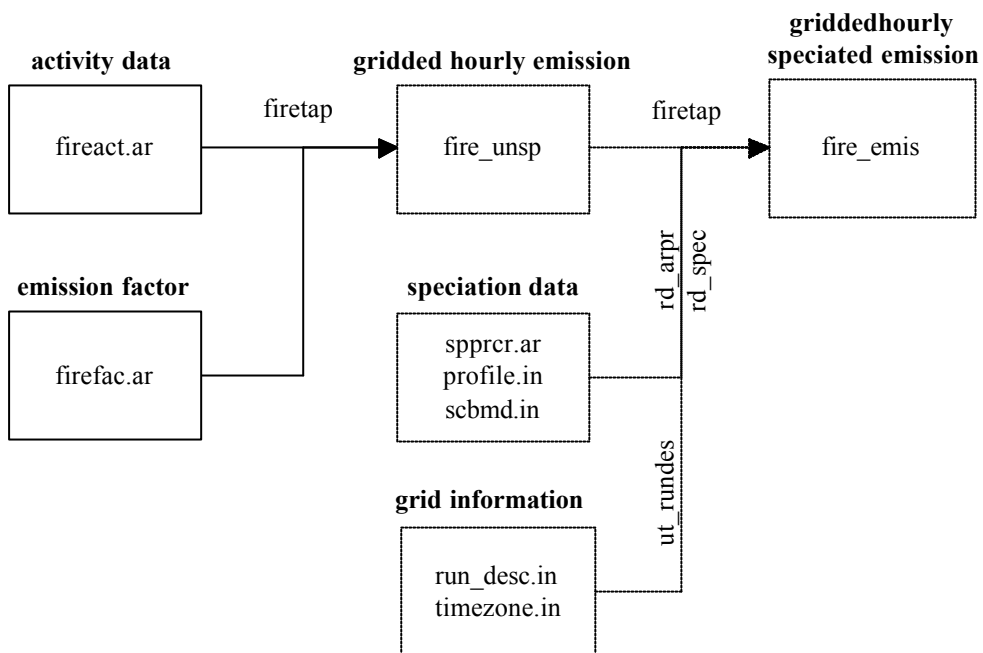 activity data
fireact.ar
firetap
gridded hourly emission
fire_unsp
firetap
griddedhourly
speciated emission
fire_emis
emission factor
firefac.ar
speciation data
spprcr.ar
profile.in
scbmd.in
rd_arpr
rd_spec
grid information
run_desc.in
timezone.in
ut_rundes